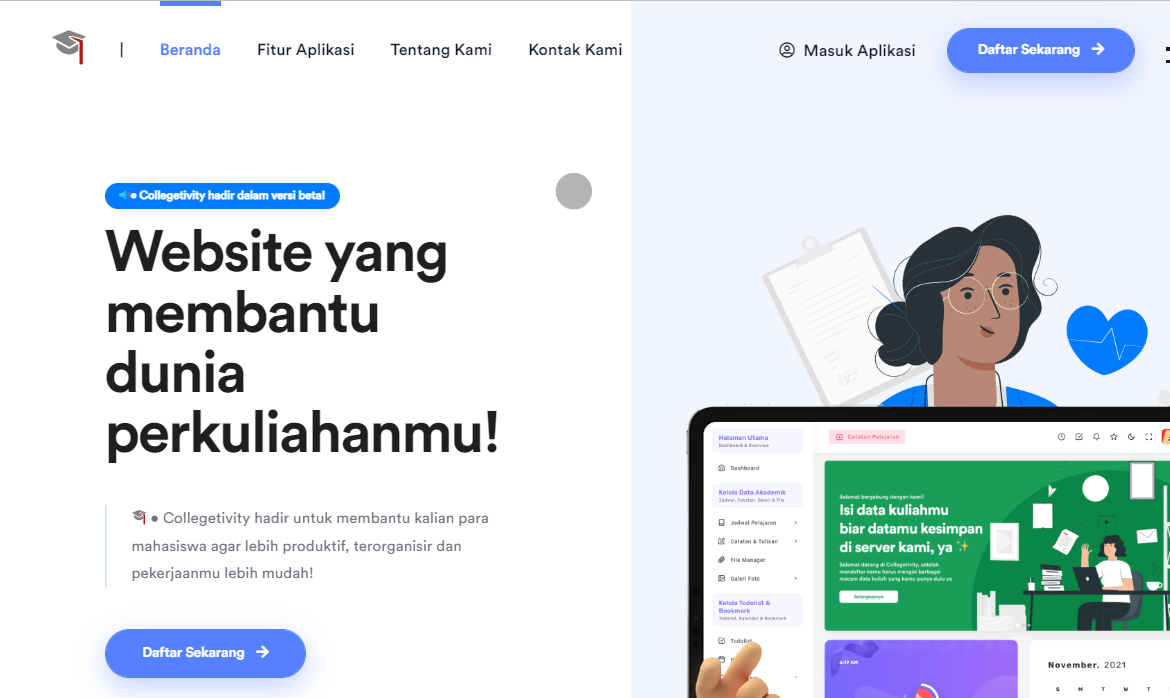 |
Beranda
Fitur Aplikasi
Tentang Kami
Kontak Kami
Masuk Aplikasi
Daftar Sekarang →
● Collegetivity hadir dalam versi beta!
Website yang
membantu
dunia
perkuliahanmu!
● Collegetivity hadir untuk membantu kalian para
mahasiswa agar lebih produktif, terorganisir dan
pekerjaanmu lebih mudah!
Daftar Sekarang →
Halaman Utama
Dashboard & Overview
Dashboard
Kelola Data Akademik
Jadwal, Catatan, Galeri & File
Jadwal Pelajaran
Catatan & Tulisan
File Manager
Galeri Foto
Kelola Todolist &
Bookmark
Todolist, Kalender & Bookmark
Todolist
Catatan Pelajaran
Selamat bergabung dengan kami!
Isi data kuliahmu
biar datamu kesimpan
di server kami, ya ✨
Selamat datang di Collegetivity, setelah
mendaftar kamu harus mengisi berbagai
macam data kuliah yang kamu punya dulu ya
Selengkapnya
6:19 AM
November, 2021
S M T W T